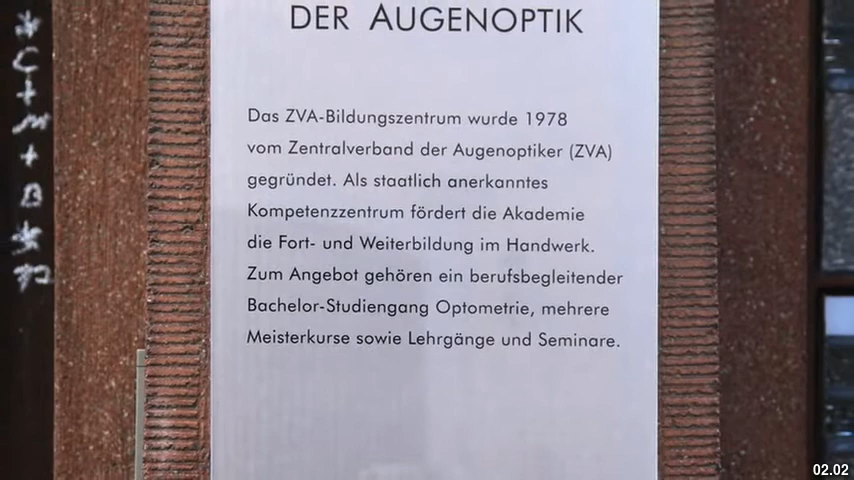 DER AUGENOPTIK
Das ZVA-Bildungszentrum wurde 1978
vom Zentralverband der Augenoptiker (ZVA)
gegründet. Als staatlich anerkanntes
Kompetenzzentrum fördert die Akademie
die Fort- und Weiterbildung im Handwerk.
Zum Angebot gehören ein berufsbegleitender
Bachelor-Studiengang Optometrie, mehrere
Meisterkurse sowie Lehrgänge und Seminare.
02.02